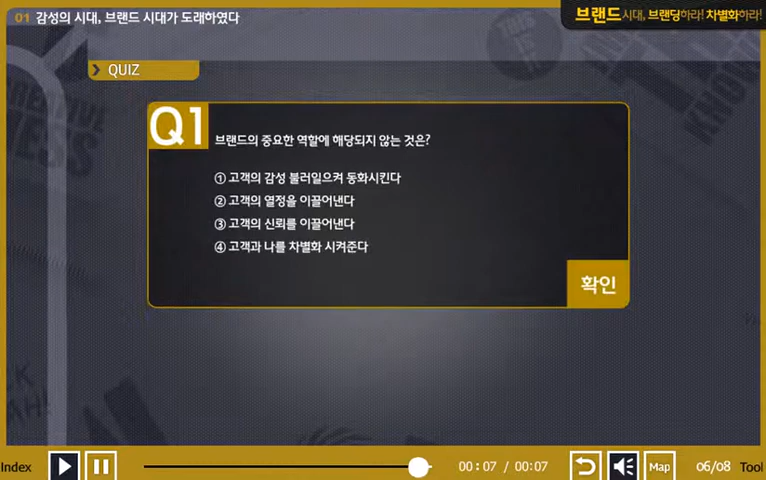 01 감성의 시대, 브랜드 시대가 도래하였다
브랜드시대, 브랜딩하라! 차별화하라!
QUIZ
Q1
브랜드의 중요한 역할에 해당되지 않는 것은?
① 고객의 감성 불러일으켜 동화시킨다
② 고객의 열정을 이끌어낸다
③ 고객의 신뢰를 이끌어낸다
④ 고객과 나를 차별화 시켜준다
확인
Index
00:07 / 00:07
Map
06/08
Tool